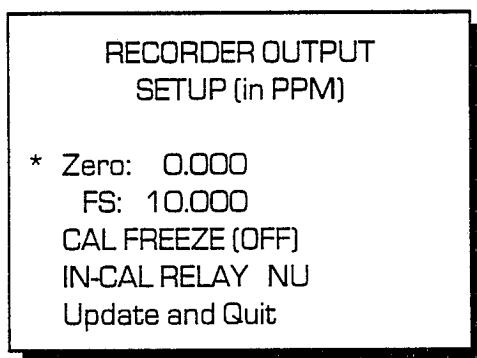 RECORDER OUTPUT
SETUP (in PPM)
* Zero: 0.000
FS: 10.000
CAL FREEZE (OFF)
IN-CAL RELAY NU
Update and Quit